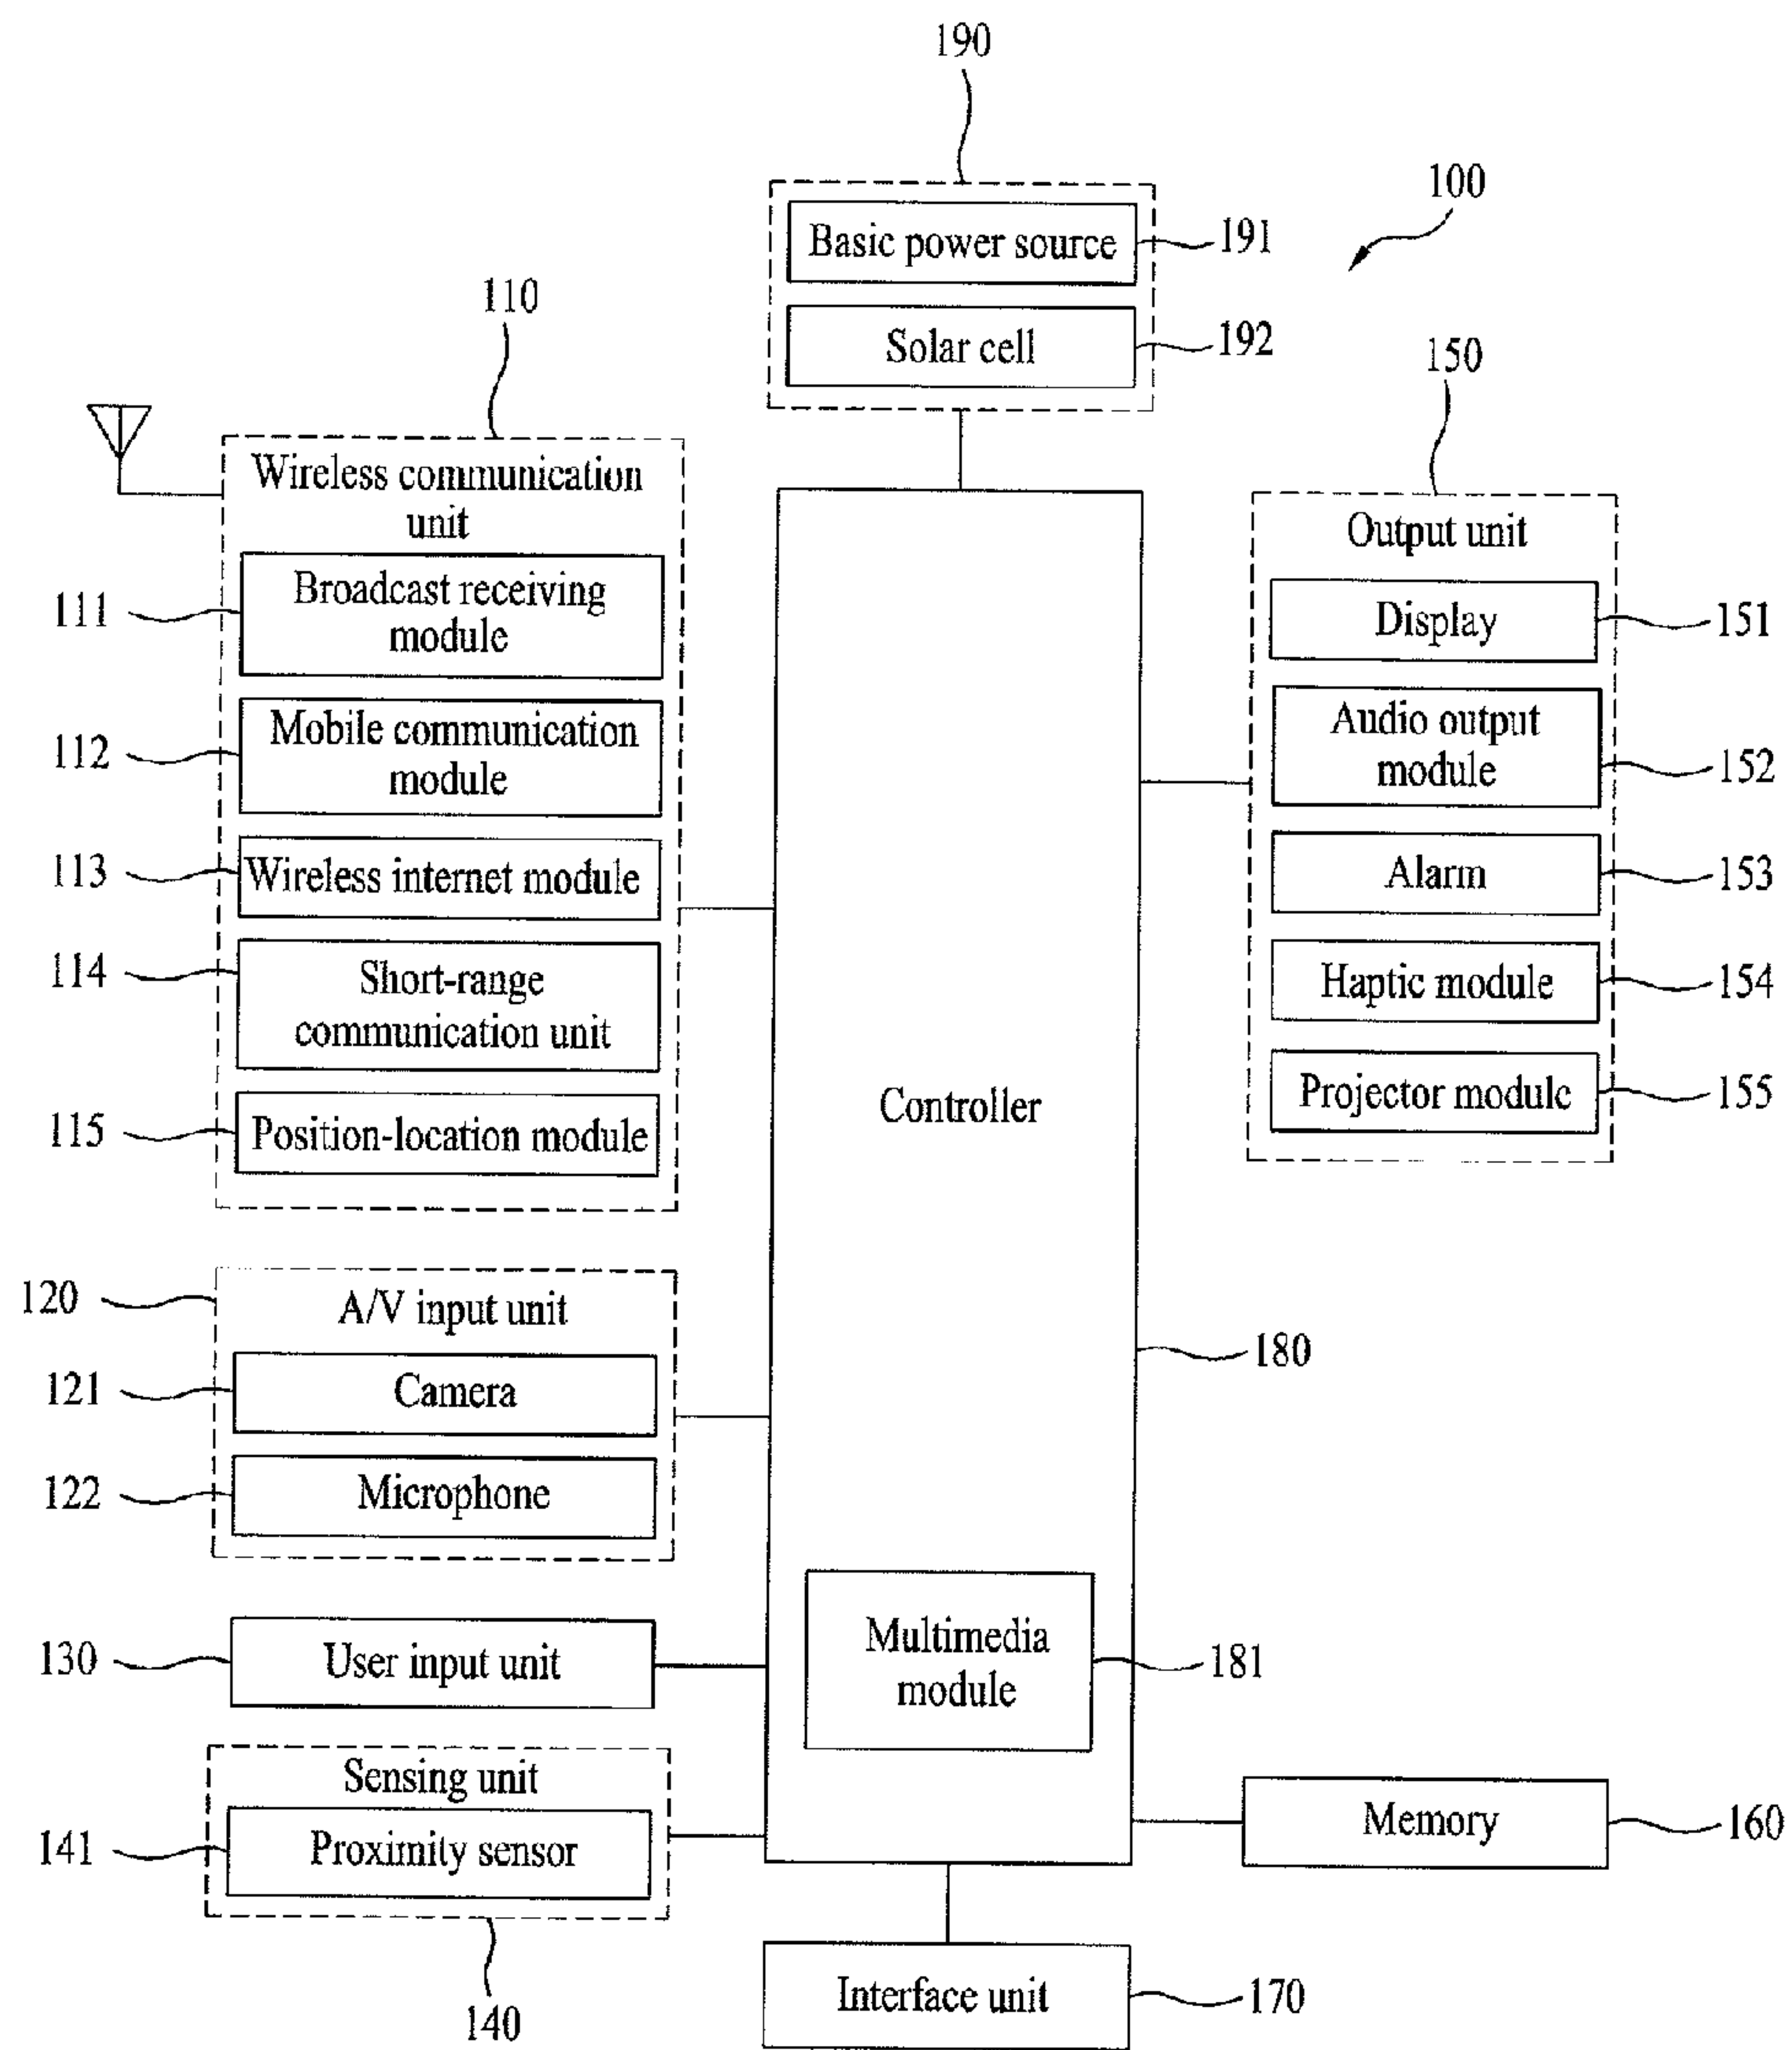 190
100
Basic power source
191
Solar cell
192
110
150
Wireless communication
unit
Output unit
111
Broadcast receiving
module
Display
151
112
Mobile communication
module
Audio output
module
152
113
Wireless internet module
Alarm
153
114
Short-range
communication unit
Haptic module
154
115
Position-location module
Projector module
155
Controller
120
A/V input unit
180
121
Camera
122
Microphone
130
User input unit
Multimedia
module
181
Sensing unit
141
Proximity sensor
140
Memory
160
Interface unit
170